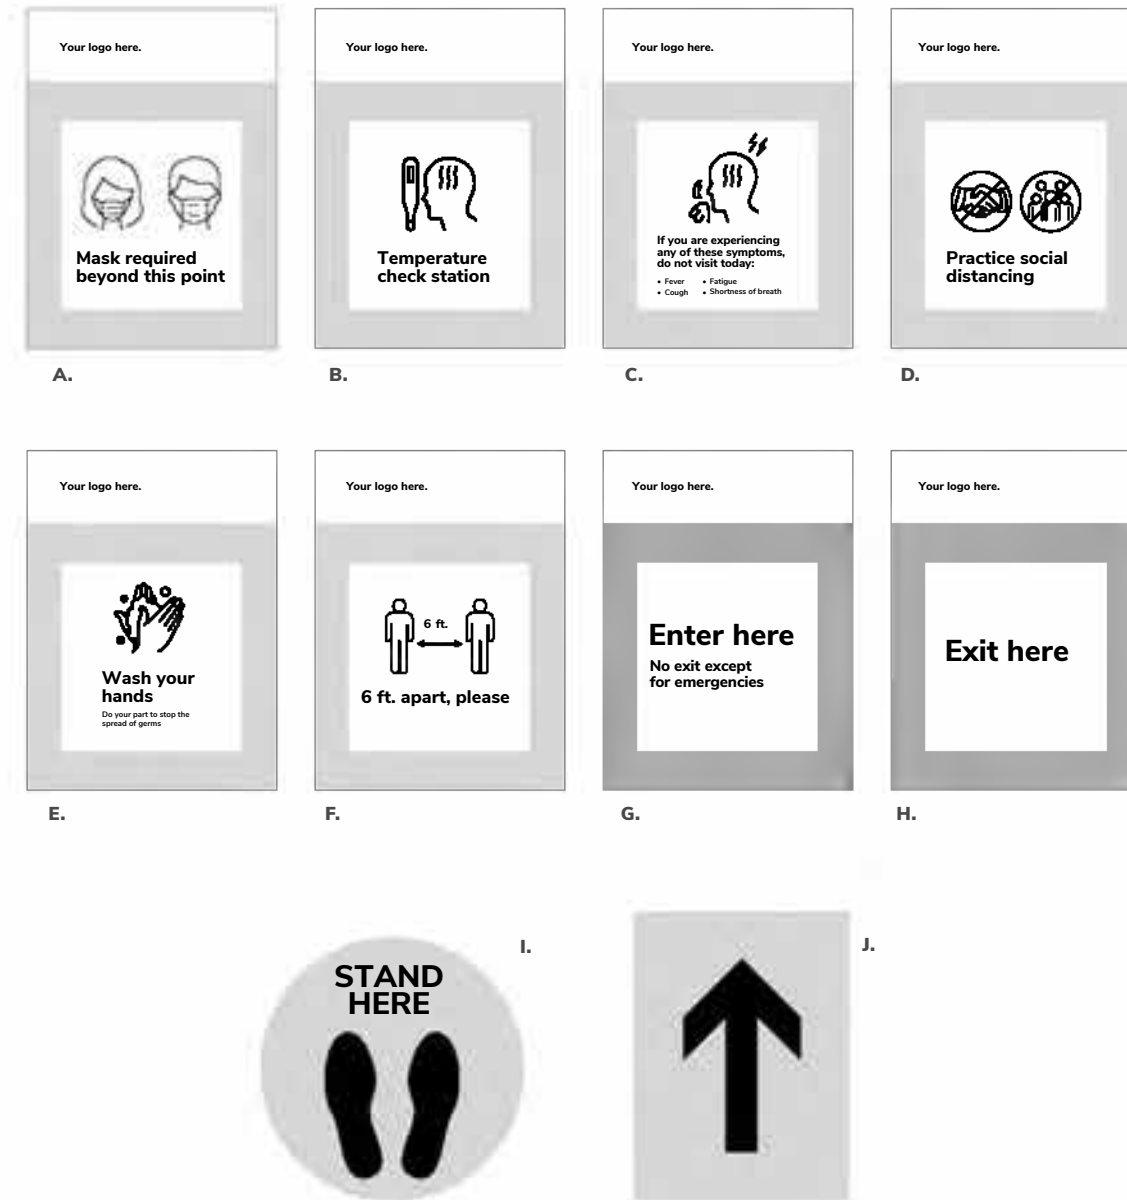 Your logo here.
Mask required
beyond this point
A.
Your logo here.
Temperature
check station
B.
Your logo here.
If you are experiencing
any of these symptoms,
do not visit today:
• Fever • Fatigue
• Cough • Shortness of breath
C.
Your logo here.
Practice social
distancing
D.
Your logo here.
Wash your
hands
Do your part to stop the
spread of germs
E.
Your logo here.
6 ft.
6 ft. apart, please
F.
Your logo here.
Enter here
No exit except
for emergencies
G.
Your logo here.
Exit here
H.
STAND
HERE
I.
J.